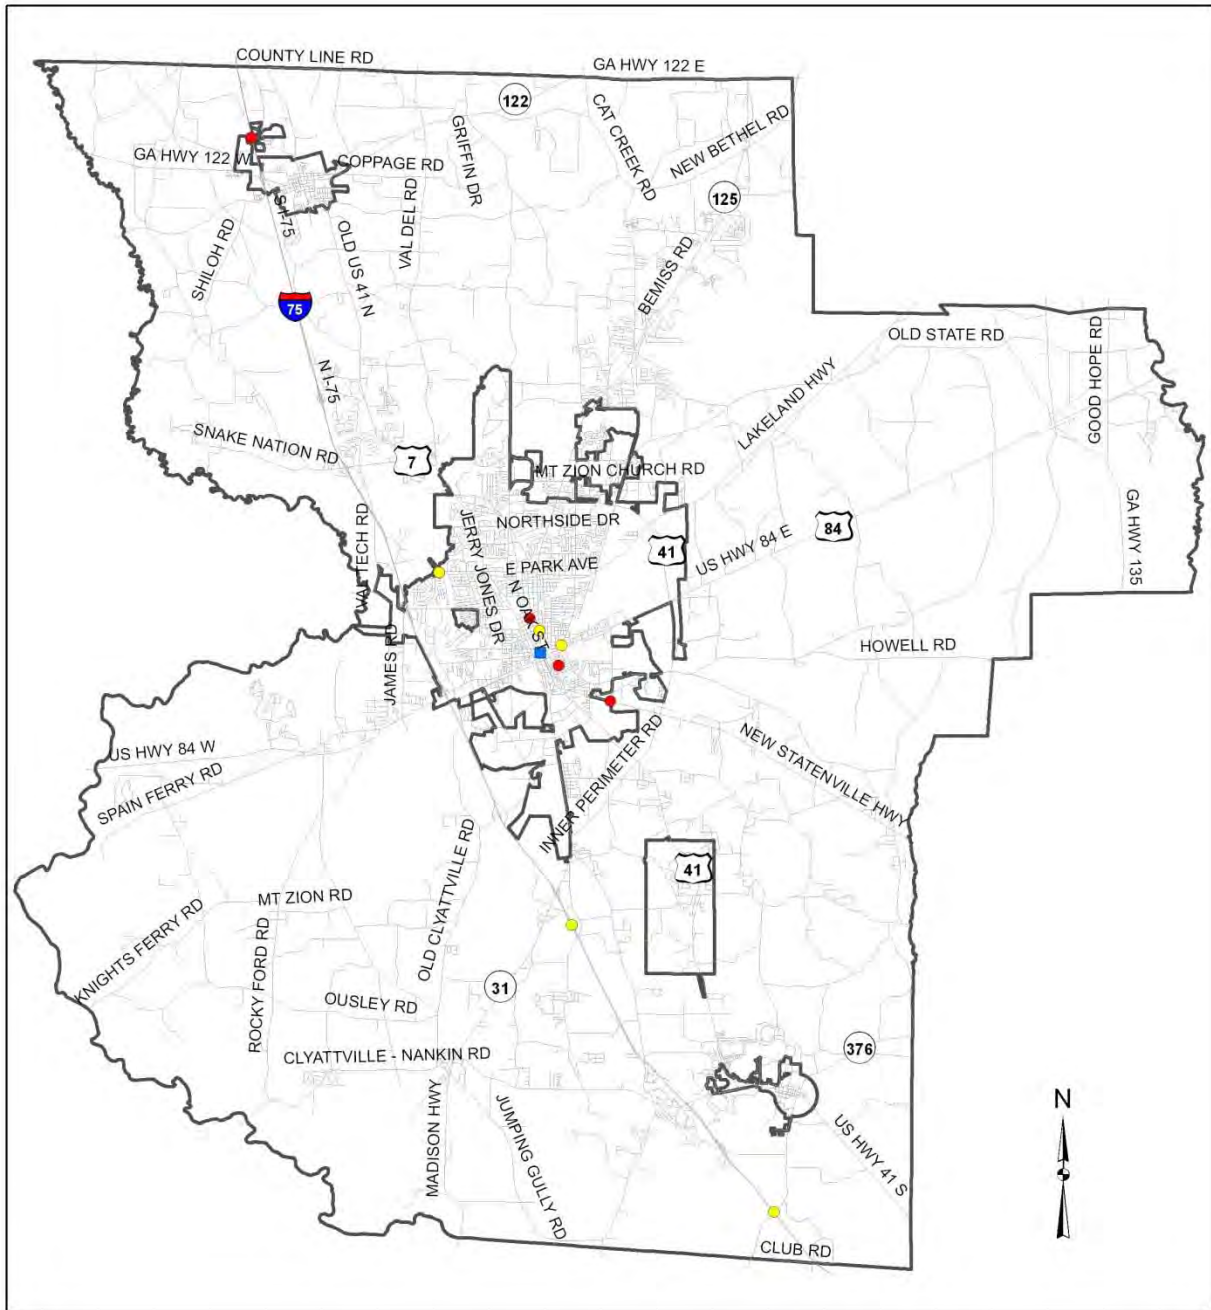 COUNTY LINE RD
GA HWY 122 E
122
CAT CREEK RD
NEW BETHEL RD
GRIFFIN DR
GA HWY 122 W
COPPAGE RD
125
S I-75
VAL DEL RD
OLD US 41 N
SHILOH RD
BEMISS RD
75
OLD STATE RD
GOOD HOPE RD
N I-75
LAKELAND HWY
SNAKE NATION RD
7
MT ZION CHURCH RD
NORTHSIDE DR
JERRY JONES DR
84
GA HWY 135
VAL TECH RD
41
US HWY 84 E
E PARK AVE
N OAK ST
HOWELL RD
JAMES RD
US HWY 84 W
SPAIN FERRY RD
NEW STATENVILLE HWY
INNER PERIMETER RD
OLD CLYATTVILLE RD
41
MT ZION RD
KNIGHTS FERRY RD
ROCKY FORD RD
31
OUSLEY RD
376
CLYATTVILLE - NANKIN RD
MADISON HWY
JUMPING GULLY RD
US HWY 41 S
N
CLUB RD